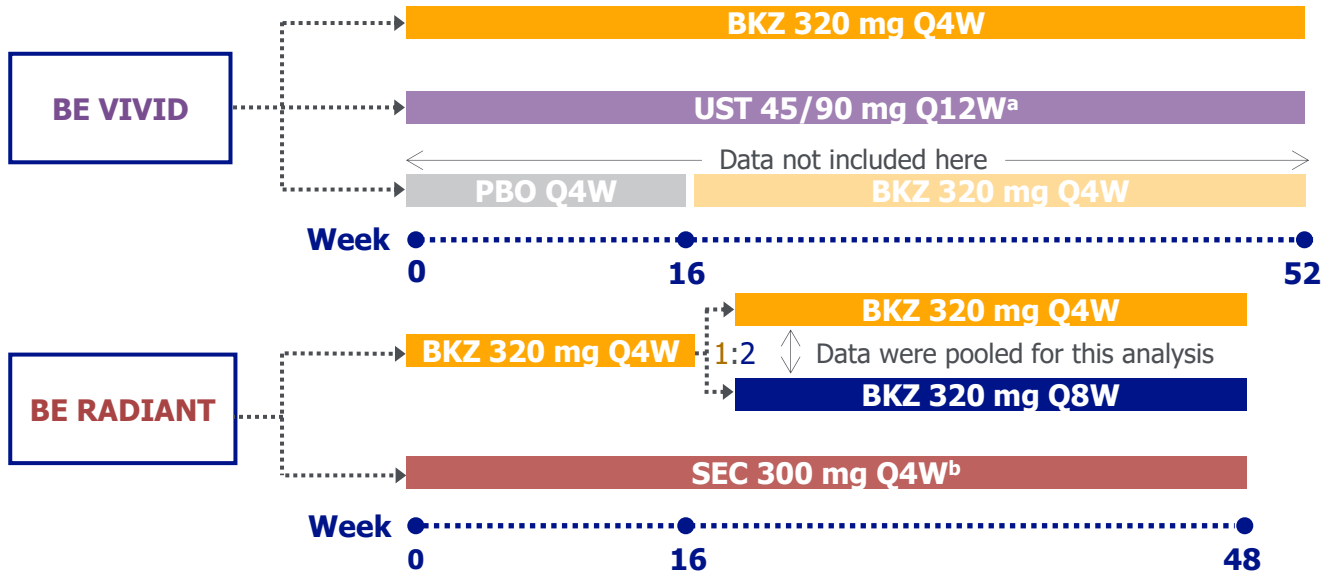 BKZ 320 mg Q4W
BE VIVID
UST 45/90 mg Q12Wᵃ
Data not included here
PBO Q4W
BKZ 320 mg Q4W
Week
0
16
52
BKZ 320 mg Q4W
BKZ 320 mg Q4W
1:2
Data were pooled for this analysis
BE RADIANT
BKZ 320 mg Q8W
SEC 300 mg Q4Wᵇ
Week
0
16
48